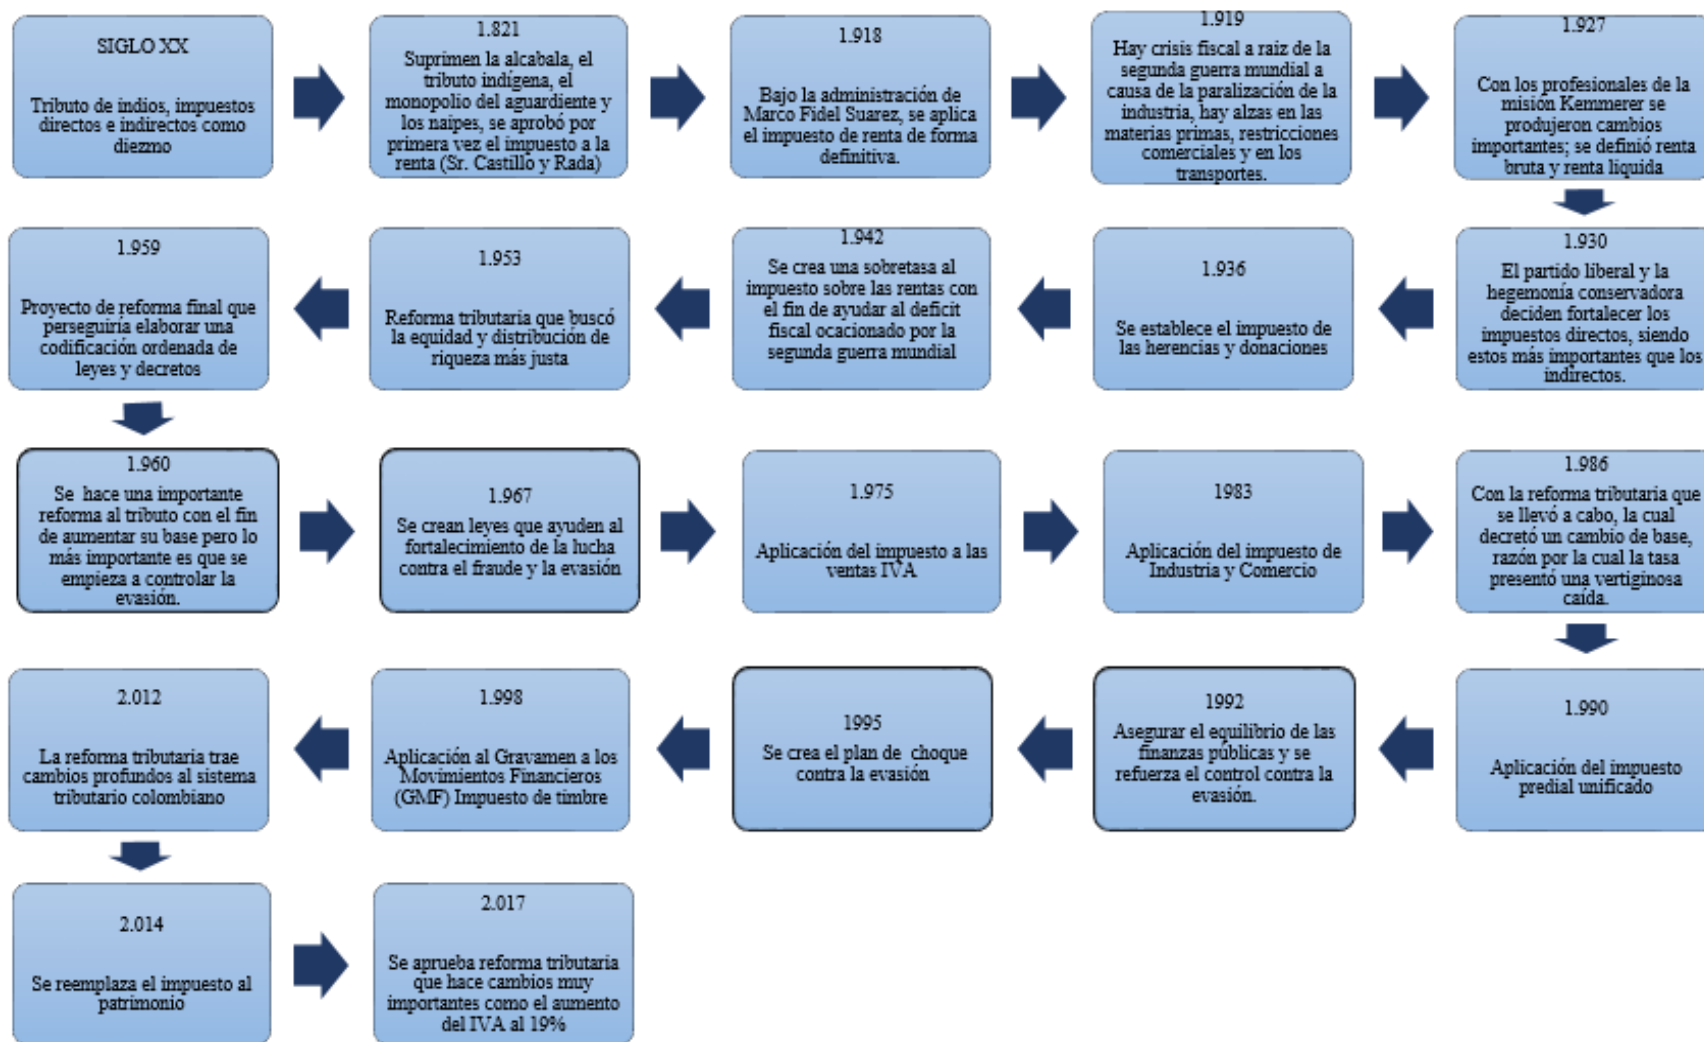 SIGLO XX
Tributo de indios, impuestos
directos e indirectos como
diezmo
1.821
Suprimen la alcabala, el
tributo indígena, el
monopolio del aguardiente y
los naipes, se aprobó por
primera vez el impuesto a la
renta (Sr. Castillo y Rada)
1.918
Bajo la administración de
Marco Fidel Suarez, se aplica
el impuesto de renta de forma
definitiva.
1.919
Hay crisis fiscal a raiz de la
segunda guerra mundial a
causa de la paralización de la
industria, hay alzas en las
materias primas, restricciones
comerciales y en los
transportes.
1.927
Con los profesionales de la
misión Kemmerer se
produjeron cambios
importantes; se definió renta
bruta y renta liquida
1.930
El partido liberal y la
hegemonía conservadora
deciden fortalecer los
impuestos directos, siendo
estos más importantes que los
indirectos.
1.936
Se establece el impuesto de
las herencias y donaciones
1.942
Se crea una sobretasa al
impuesto sobre las rentas con
el fin de ayudar al deficit
fiscal ocacionado por la
segunda guerra mundial
1.953
Reforma tributaria que buscó
la equidad y distribución de
riqueza más justa
1.959
Proyecto de reforma final que
perseguiría elaborar una
codificación ordenada de
leyes y decretos
1.960
Se hace una importante
reforma al tributo con el fin
de aumentar su base pero lo
más importante es que se
empieza a controlar la
evasión.
1.967
Se crean leyes que ayuden al
fortalecimiento de la lucha
contra el fraude y la evasión
1.975
Aplicación del impuesto a las
ventas IVA
1983
Aplicación del impuesto de
Industria y Comercio
1.986
Con la reforma tributaria que
se llevó a cabo, la cual
decretó un cambio de base,
razón por la cual la tasa
presentó una vertiginosa
caída.
1.990
Aplicación del impuesto
predial unificado
1992
Asegurar el equilibrio de las
finanzas públicas y se
refuerza el control contra la
evasión.
1995
Se crea el plan de choque
contra la evasión
1.998
Aplicación al Gravamen a los
Movimientos Financieros
(GMF) Impuesto de timbre
2.012
La reforma tributaria trae
cambios profundos al sistema
tributario colombiano
2.014
Se reemplaza el impuesto al
patrimonio
2.017
Se aprueba reforma tributaria
que hace cambios muy
importantes como el aumento
del IVA al 19%